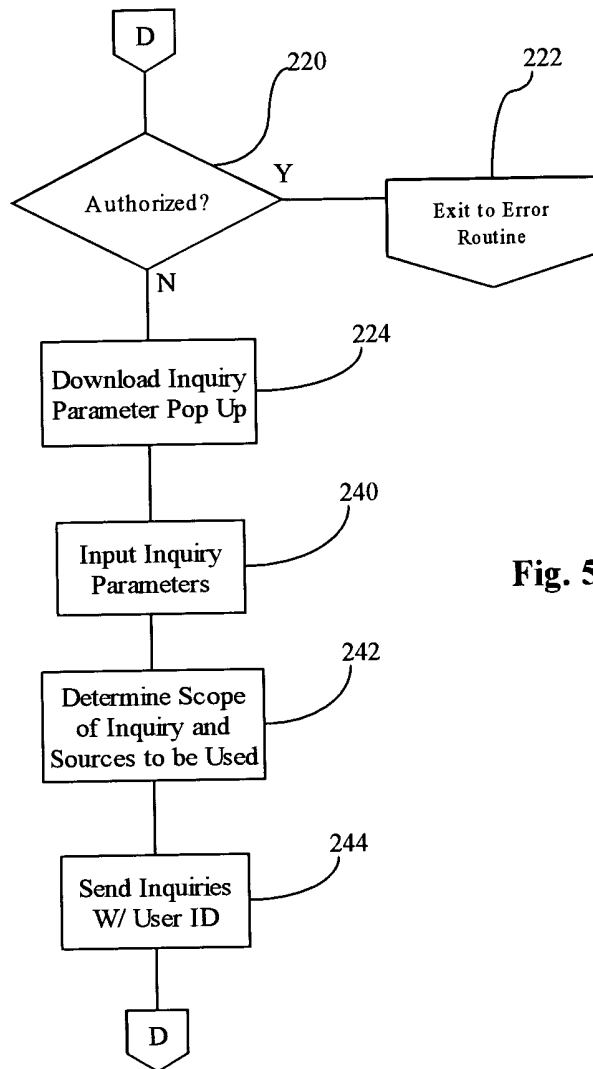 D
220
222
Authorized?
Y
Exit to Error
Routine
N
224
Download Inquiry
Parameter Pop Up
240
Input Inquiry
Parameters
Fig. 5
242
Determine Scope
of Inquiry and
Sources to be Used
244
Send Inquiries
W/ User ID
D